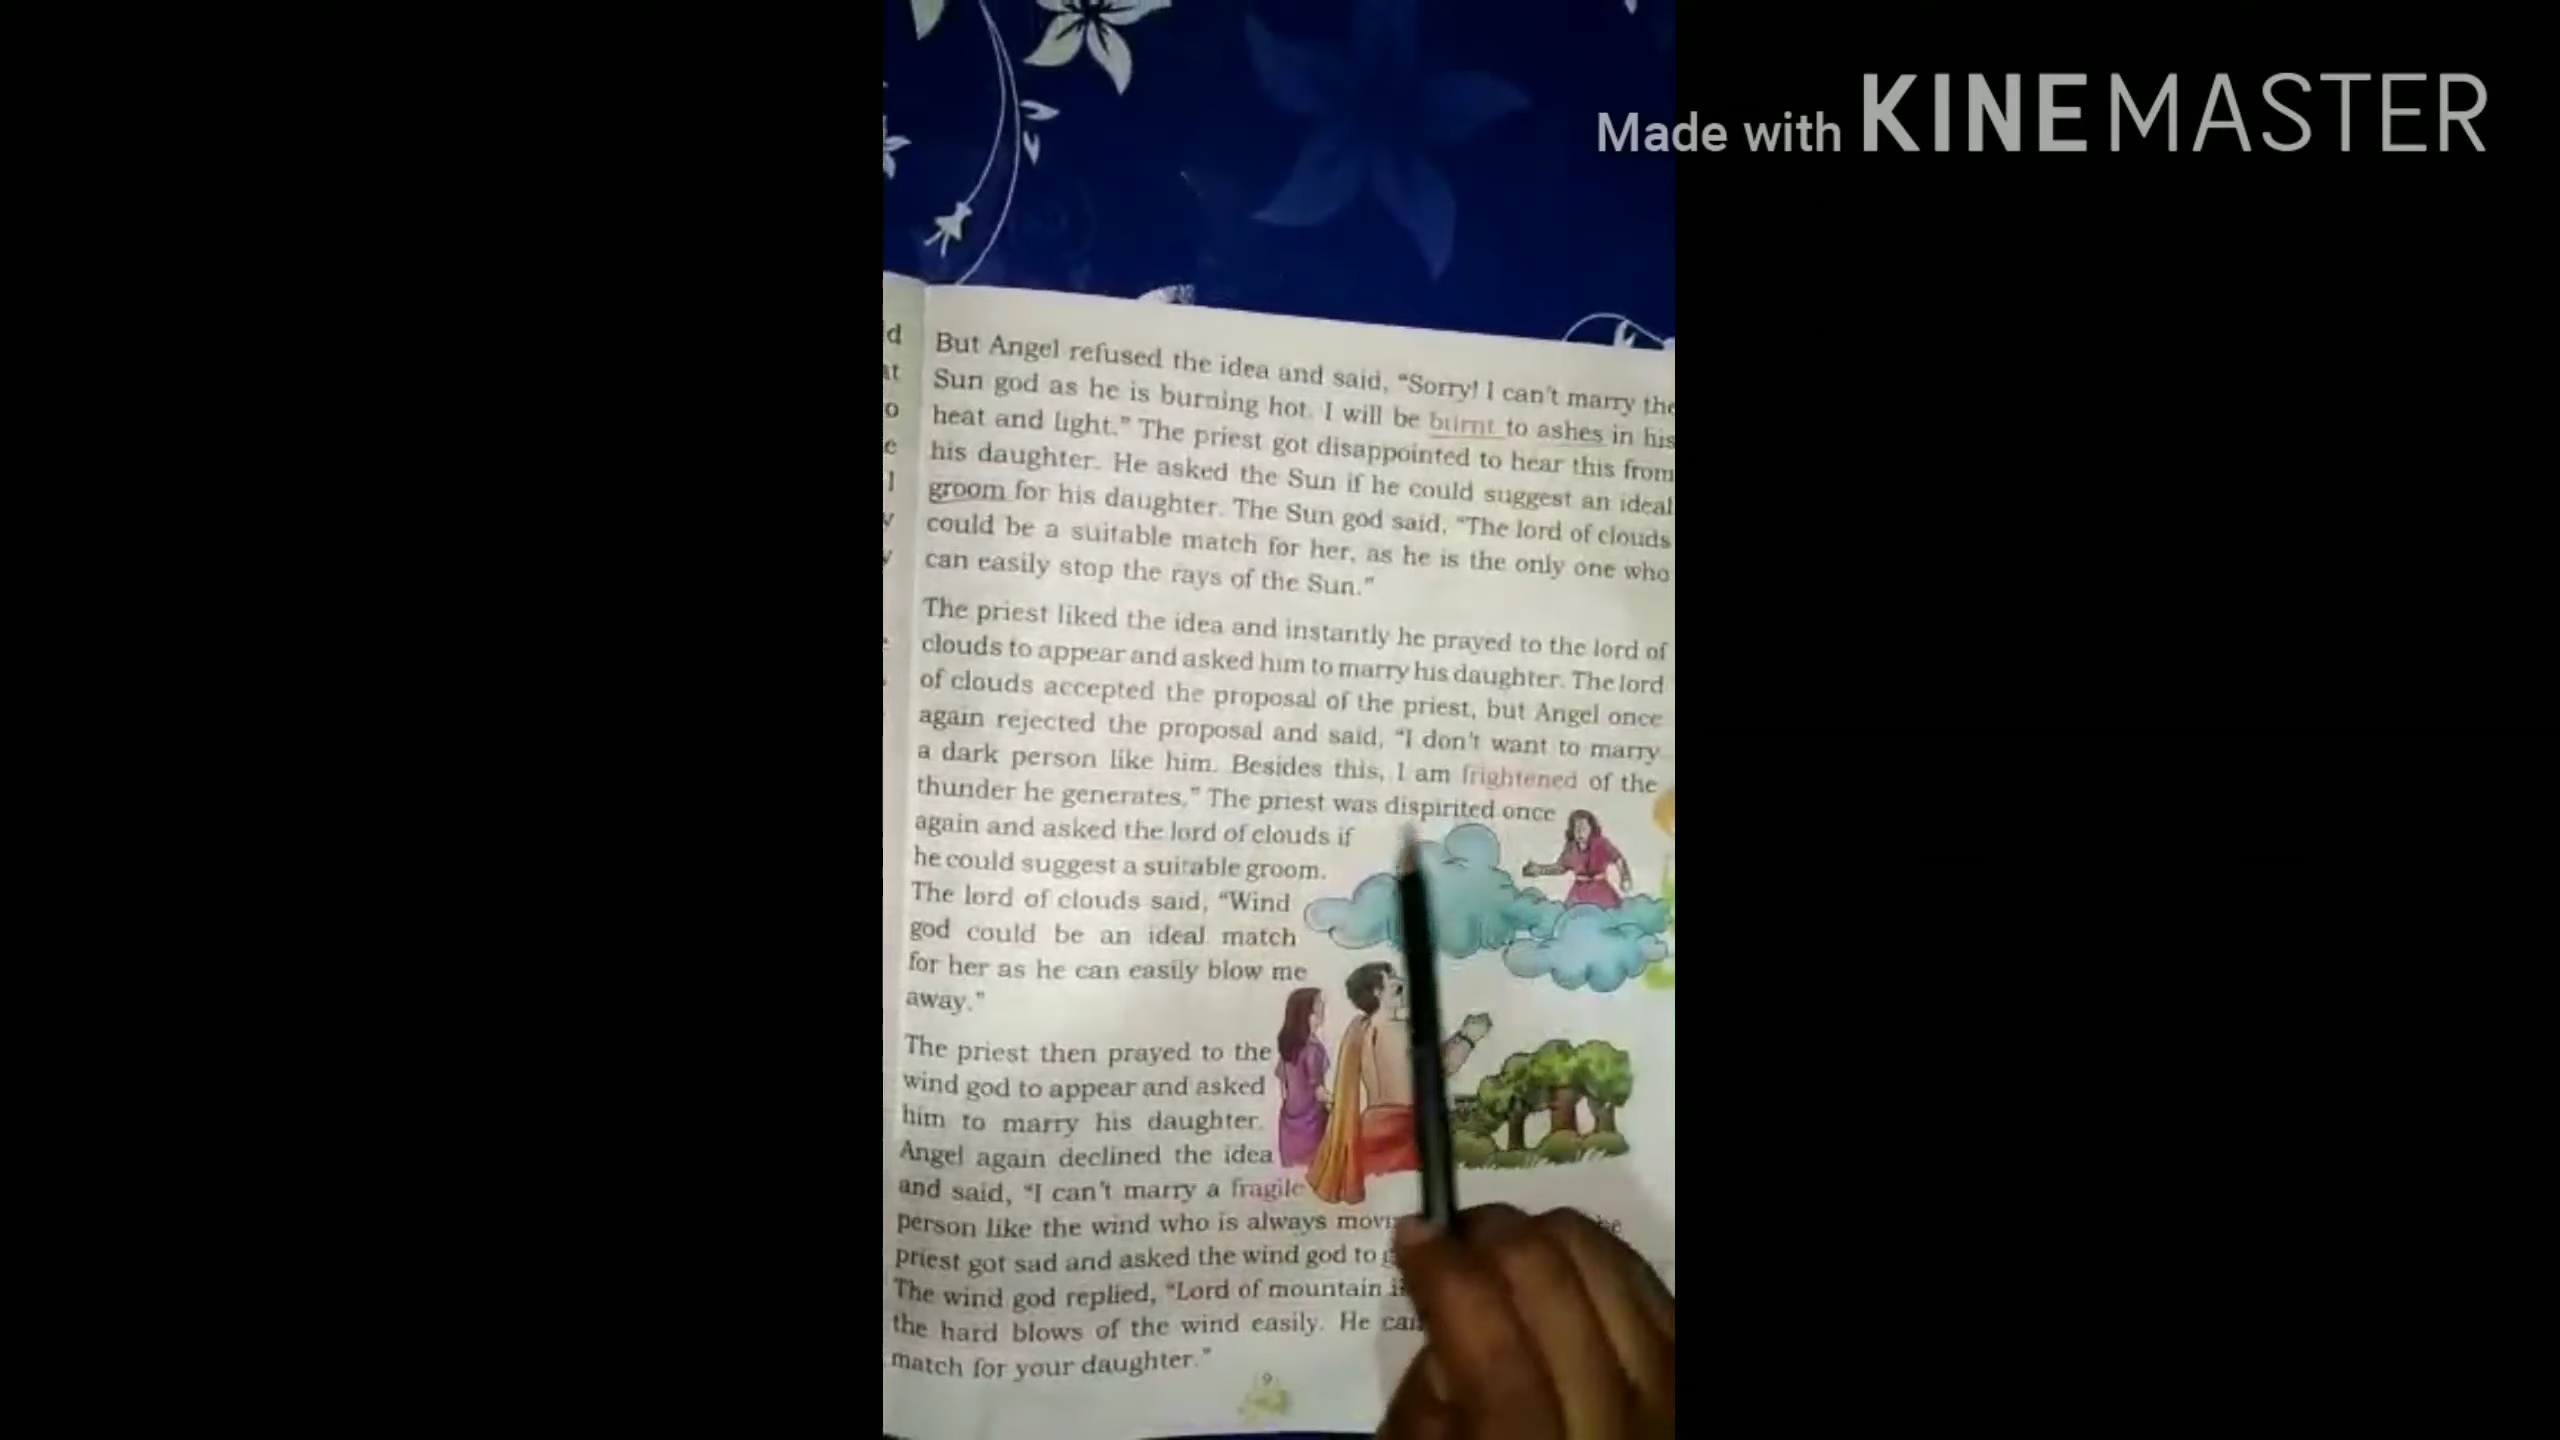 Made with KINEMASTER
But Angel refused the idea and said, “Sorry! I can't marry the
Sun god as he is burning hot. I will be burnt to ashes in his
heat and light.” The priest got disappointed to hear this from
his daughter. He asked the Sun if he could suggest an ideal
groom for his daughter. The Sun god said, “The lord of clouds
could be a suitable match for her, as he is the only one who
can easily stop the rays of the Sun.”
The priest liked the idea and instantly he prayed to the lord of
clouds to appear and asked him to marry his daughter. The lord
of clouds accepted the proposal of the priest, but Angel once
again rejected the proposal and said, “I don't want to marry
a dark person like him. Besides this, I am frightened of the
thunder he generates.” The priest was dispirited once
again and asked the lord of clouds if
he could suggest a suitable groom.
The lord of clouds said, “Wind
god could be an ideal match
for her as he can easily blow me
away.”
The priest then prayed to the
wind god to appear and asked
him to marry his daughter.
Angel again declined the idea
and said, “I can't marry a fragile
person like the wind who is always
priest got sad and asked the wind god to
The wind god replied, “Lord of mountain
the hard blows of the wind easily. He
match for your daughter.”
9